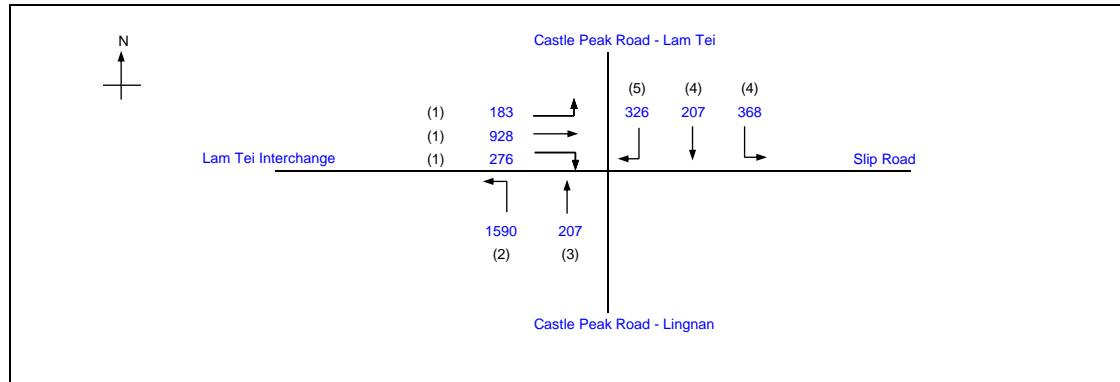 N
Castle Peak Road - Lam Tei
(5) (4) (4)
(1) 183 326 207 368
(1) 928
Lam Tei Interchange (1) 276 Slip Road
1590 207
(2) (3)
Castle Peak Road - Lingnan